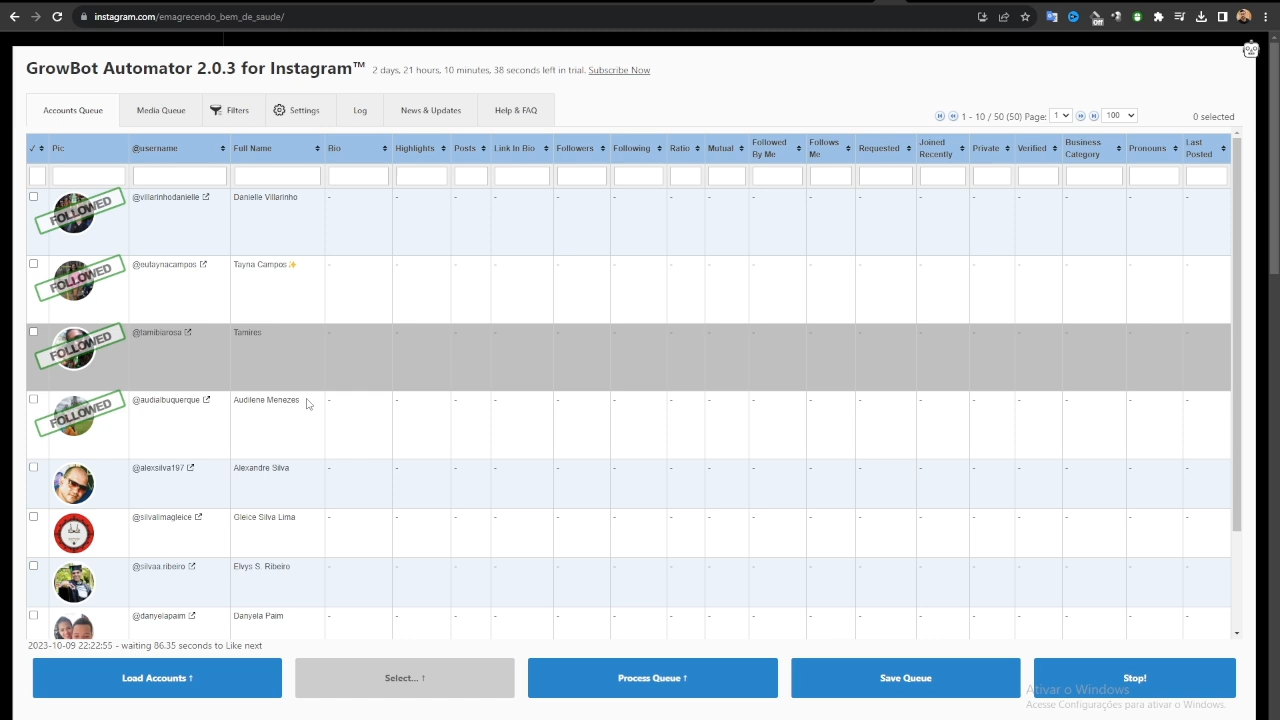 instagram.com/emagrecendo_bem_de_saude/
Off
GrowBot Automator 2.0.3 for Instagram™ 2 days, 21 hours, 10 minutes, 38 seconds left in trial. Subscribe Now
Accounts Queue Media Queue Filters Settings Log News & Updates Help & FAQ
1 - 10 / 50 (50) Page: 1 100 0 selected
✓ Pic @username Full Name Bio Highlights Posts Link In Bio Followers Following Ratio Mutual Followed By Me Follows Me Requested Joined Recently Private Verified Business Category Pronouns Last Posted
FOLLOWED @villarinhodanielle Danielle Villarinho - - - - - - - - - - - - - - - - -
FOLLOWED @eutaynacampos Tayna Campos✨ - - - - - - - - - - - - - - - - -
FOLLOWED @tamibiarosa Tamires - - - - - - - - - - - - - - - - -
FOLLOWED @audialbuquerque Audilene Menezes - - - - - - - - - - - - - - - - -
@alexsilva197 Alexandre Silva - - - - - - - - - - - - - - - - -
@silvalimagleice Gleice Silva Lima - - - - - - - - - - - - - - - - -
@silvaa.ribeiro Elvys S. Ribeiro - - - - - - - - - - - - - - - - -
@danyelapaim Danyela Paim - - - - - - - - - - - - - - - - -
2023-10-09 22:22:55 - waiting 86.35 seconds to Like next
Load Accounts ↑ Select... ↑ Process Queue ↑ Save Queue Stop!
Ativar o Windows
Acesse Configurações para ativar o Windows.